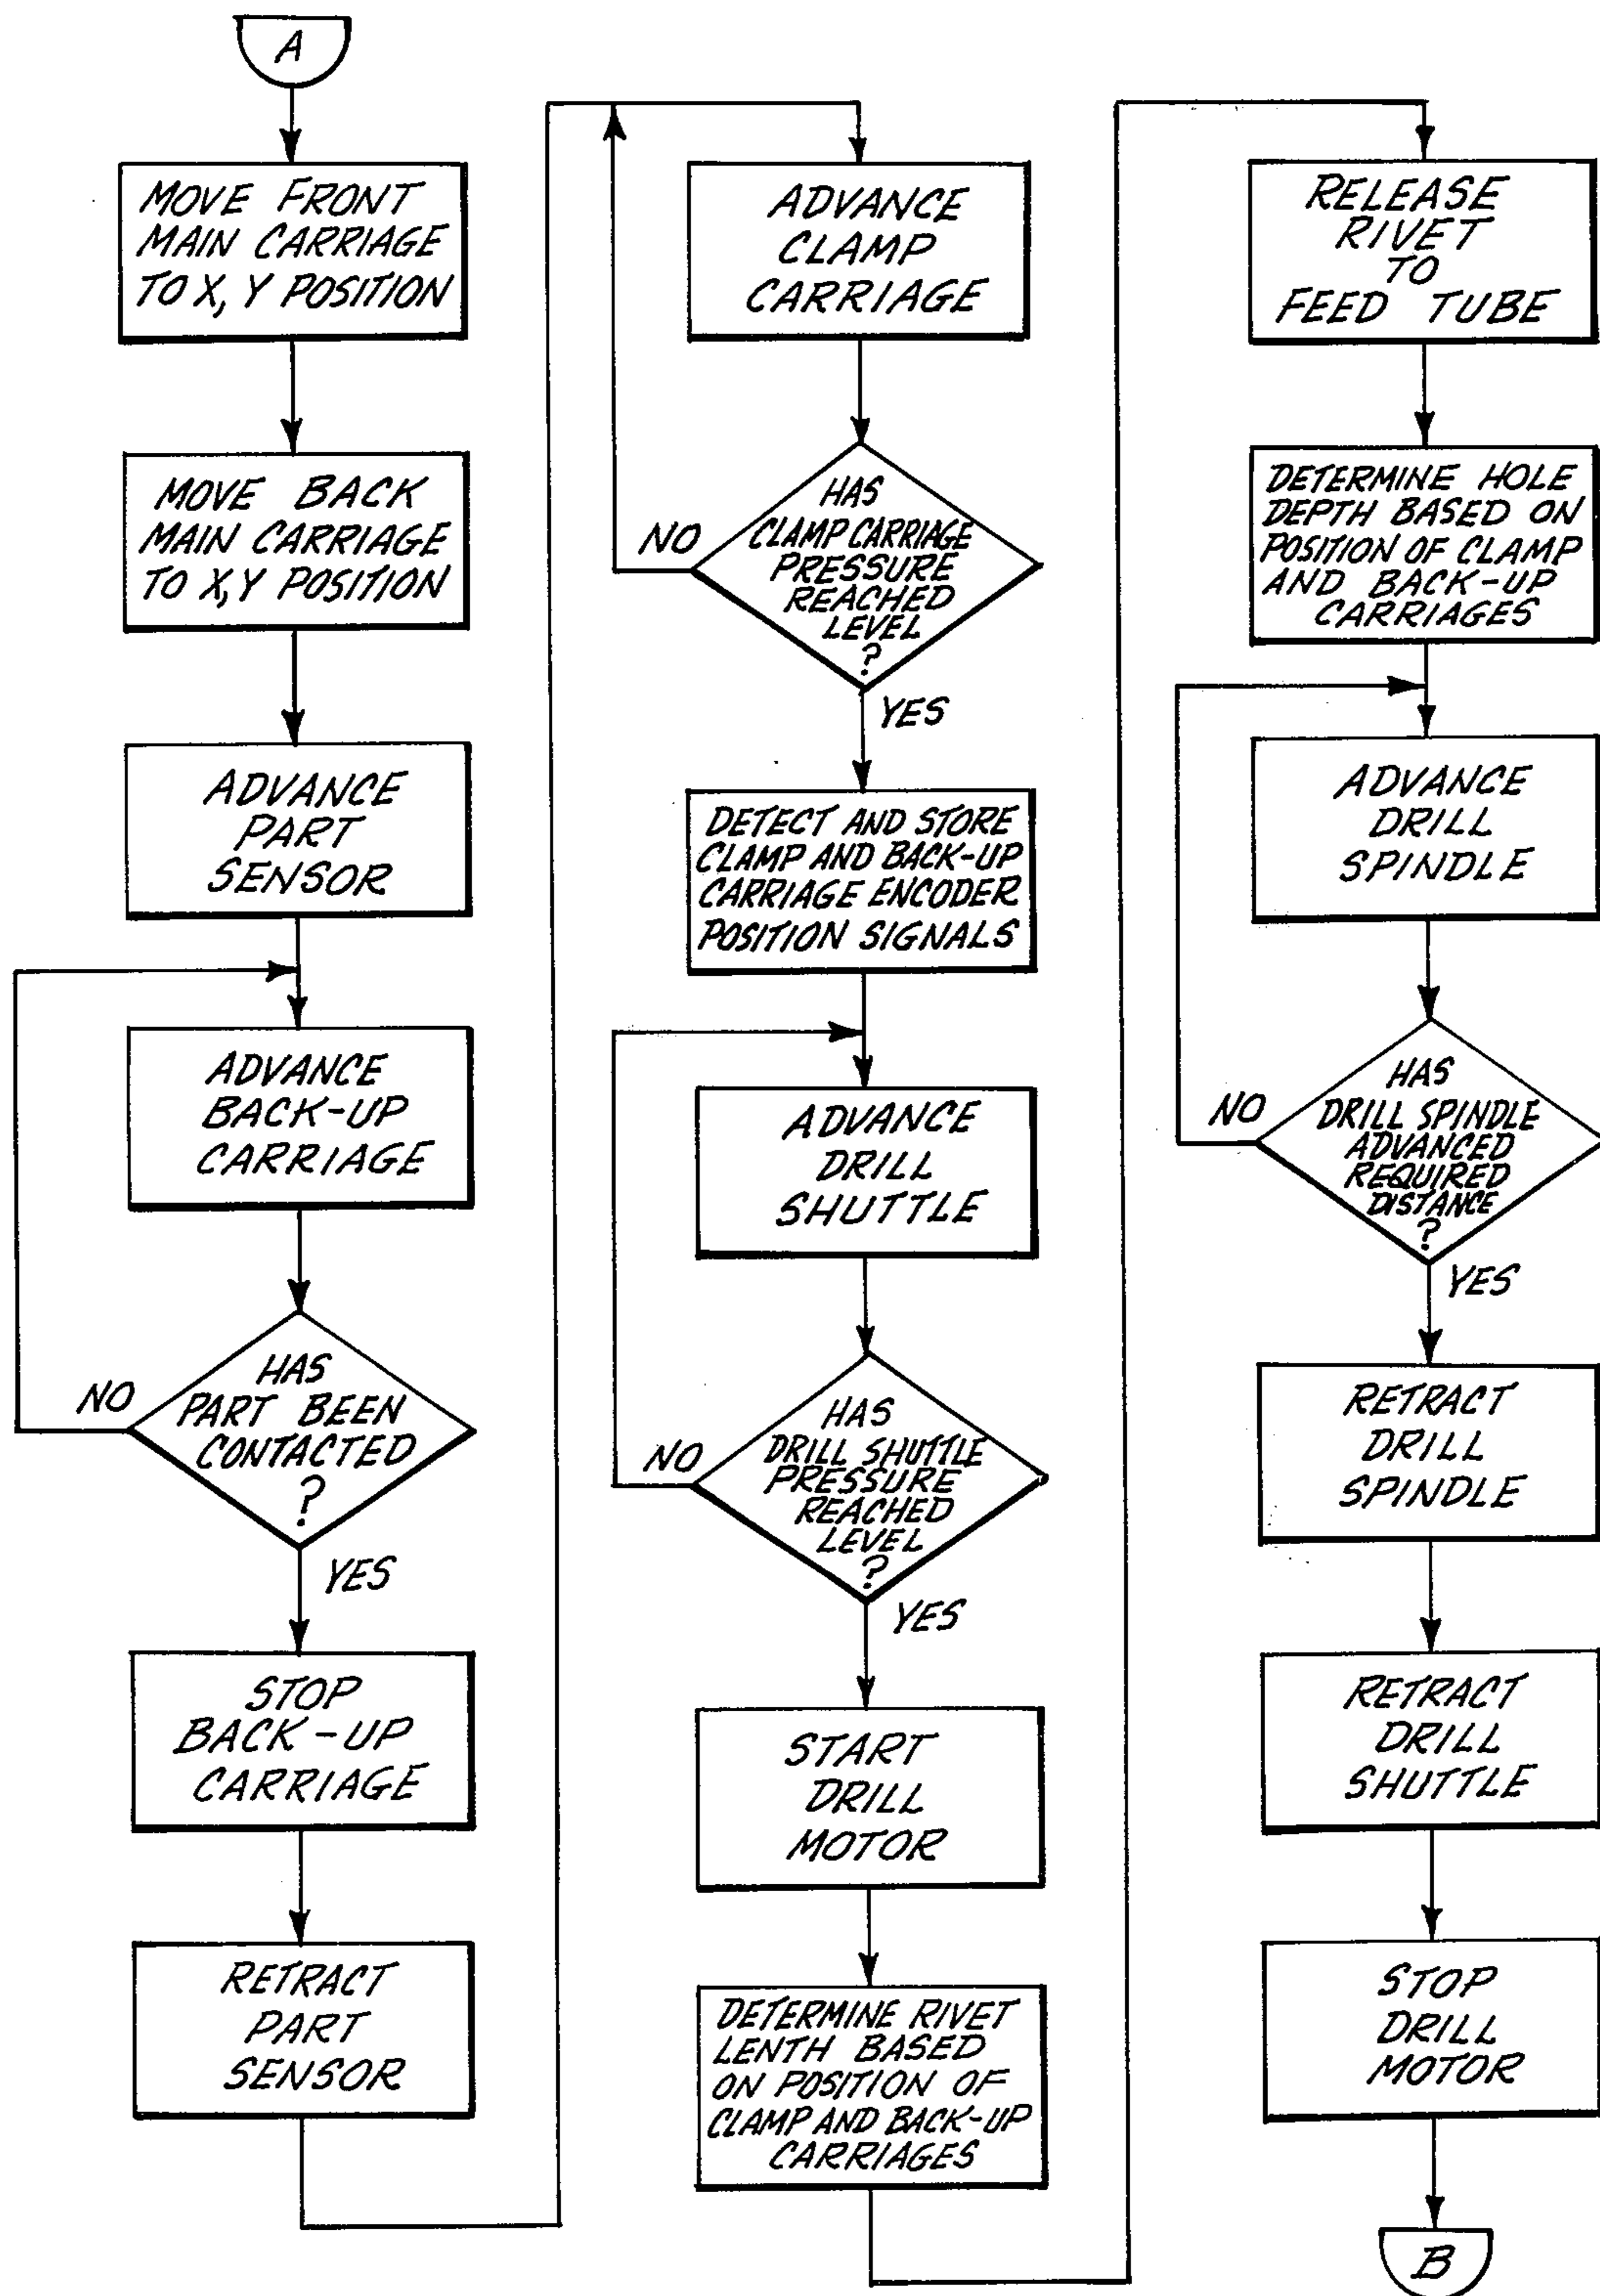 A
MOVE FRONT
MAIN CARRIAGE
TO X, Y POSITION
MOVE BACK
MAIN CARRIAGE
TO X, Y POSITION
ADVANCE
PART
SENSOR
ADVANCE
BACK-UP
CARRIAGE
HAS
PART BEEN
CONTACTED
?
NO
YES
STOP
BACK-UP
CARRIAGE
RETRACT
PART
SENSOR
ADVANCE
CLAMP
CARRIAGE
HAS
CLAMP CARRIAGE
PRESSURE
REACHED
LEVEL
?
NO
YES
DETECT AND STORE
CLAMP AND BACK-UP
CARRIAGE ENCODER
POSITION SIGNALS
ADVANCE
DRILL
SHUTTLE
HAS
DRILL SHUTTLE
PRESSURE
REACHED
LEVEL
?
NO
YES
START
DRILL
MOTOR
DETERMINE RIVET
LENTH BASED
ON POSITION OF
CLAMP AND BACK-UP
CARRIAGES
RELEASE
RIVET
TO
FEED TUBE
DETERMINE HOLE
DEPTH BASED ON
POSITION OF CLAMP
AND BACK-UP
CARRIAGES
ADVANCE
DRILL
SPINDLE
HAS
DRILL SPINDLE
ADVANCED
REQUIRED
DISTANCE
?
NO
YES
RETRACT
DRILL
SPINDLE
RETRACT
DRILL
SHUTTLE
STOP
DRILL
MOTOR
B